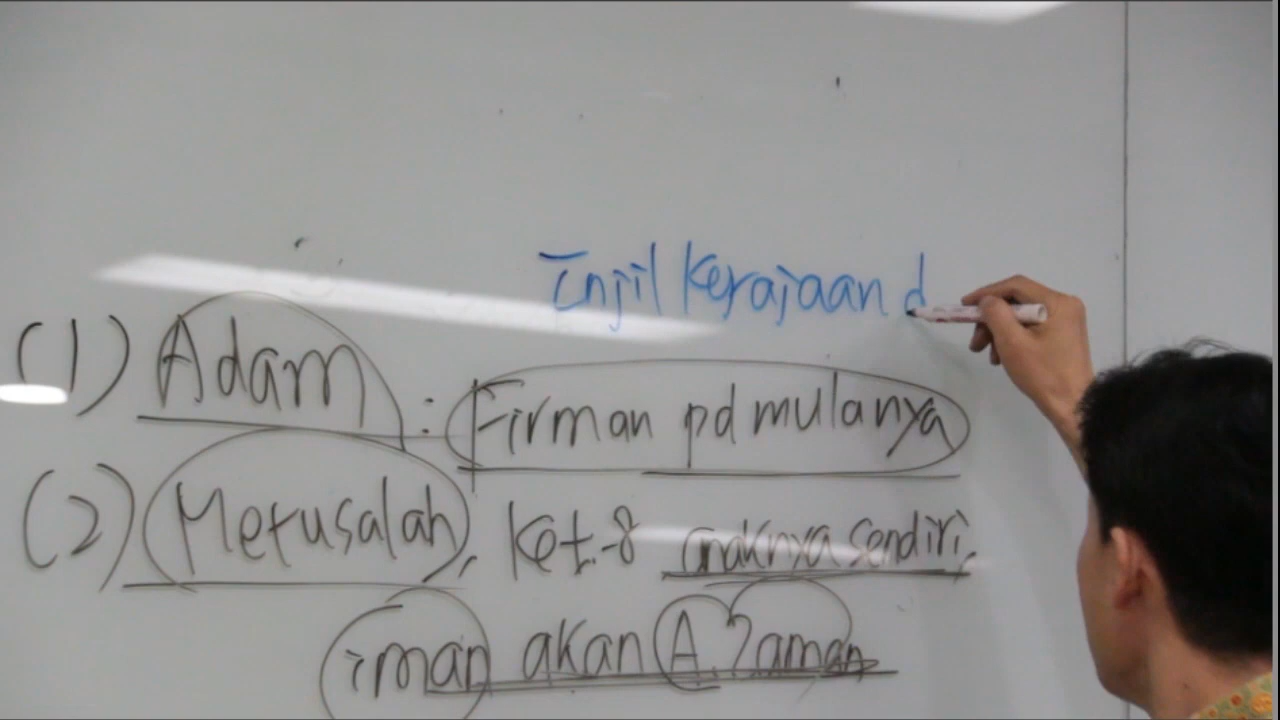 Injil Kerajaan d
(1) Adam : Firman pd mulanya
(2) Metusalah, Ket.-8 anaknya sendiri.
iman akan A. Zaman